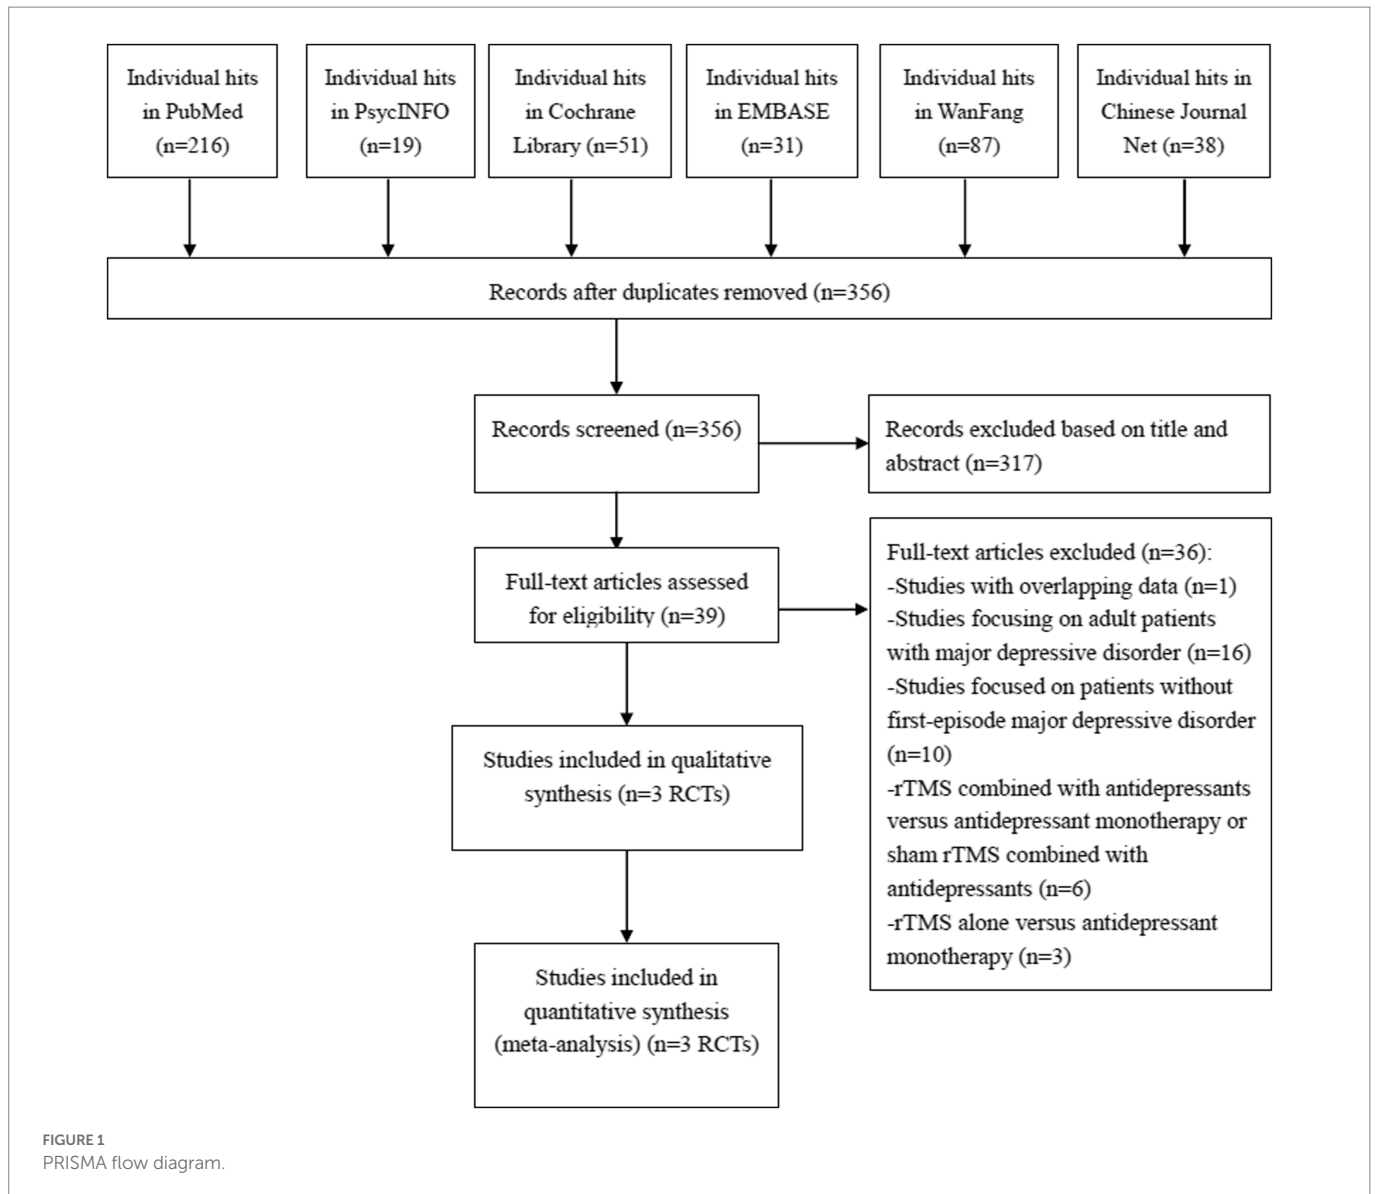 Individual hits
in PubMed
(n=216)
Individual hits
in PsycINFO
(n=19)
Individual hits
in Cochrane
Library (n=51)
Individual hits
in EMBASE
(n=31)
Individual hits
in WanFang
(n=87)
Individual hits in
Chinese Journal
Net (n=38)
Records after duplicates removed (n=356)
Records screened (n=356)
Records excluded based on title and
abstract (n=317)
Full-text articles assessed
for eligibility (n=39)
Full-text articles excluded (n=36):
-Studies with overlapping data (n=1)
-Studies focusing on adult patients
with major depressive disorder (n=16)
-Studies focused on patients without
first-episode major depressive disorder
(n=10)
-rTMS combined with antidepressants
versus antidepressant monotherapy or
sham rTMS combined with
antidepressants (n=6)
-rTMS alone versus antidepressant
monotherapy (n=3)
Studies included in qualitative
synthesis (n=3 RCTs)
Studies included in
quantitative synthesis
(meta-analysis) (n=3 RCTs)
FIGURE 1
PRISMA flow diagram.